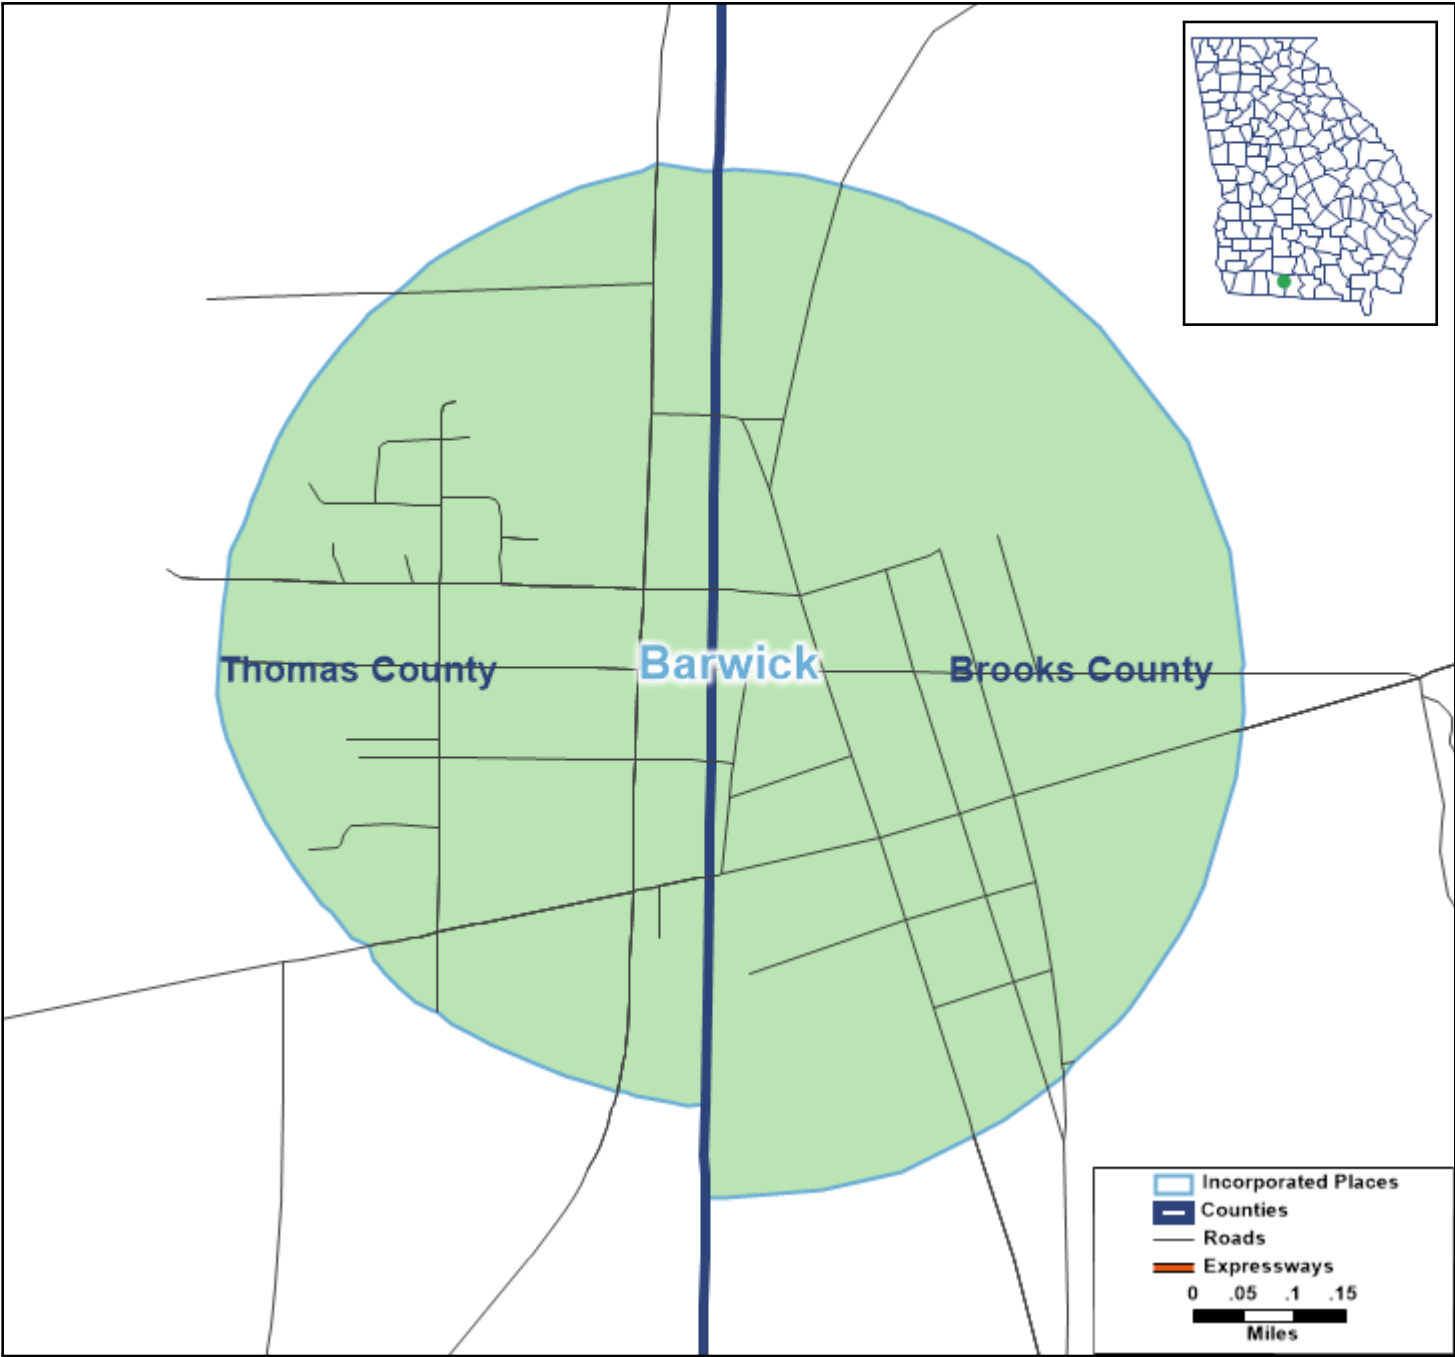 Barwick
Thomas County
Brooks County
Incorporated Places
Counties
Roads
Expressways
0 .05 .1 .15
Miles